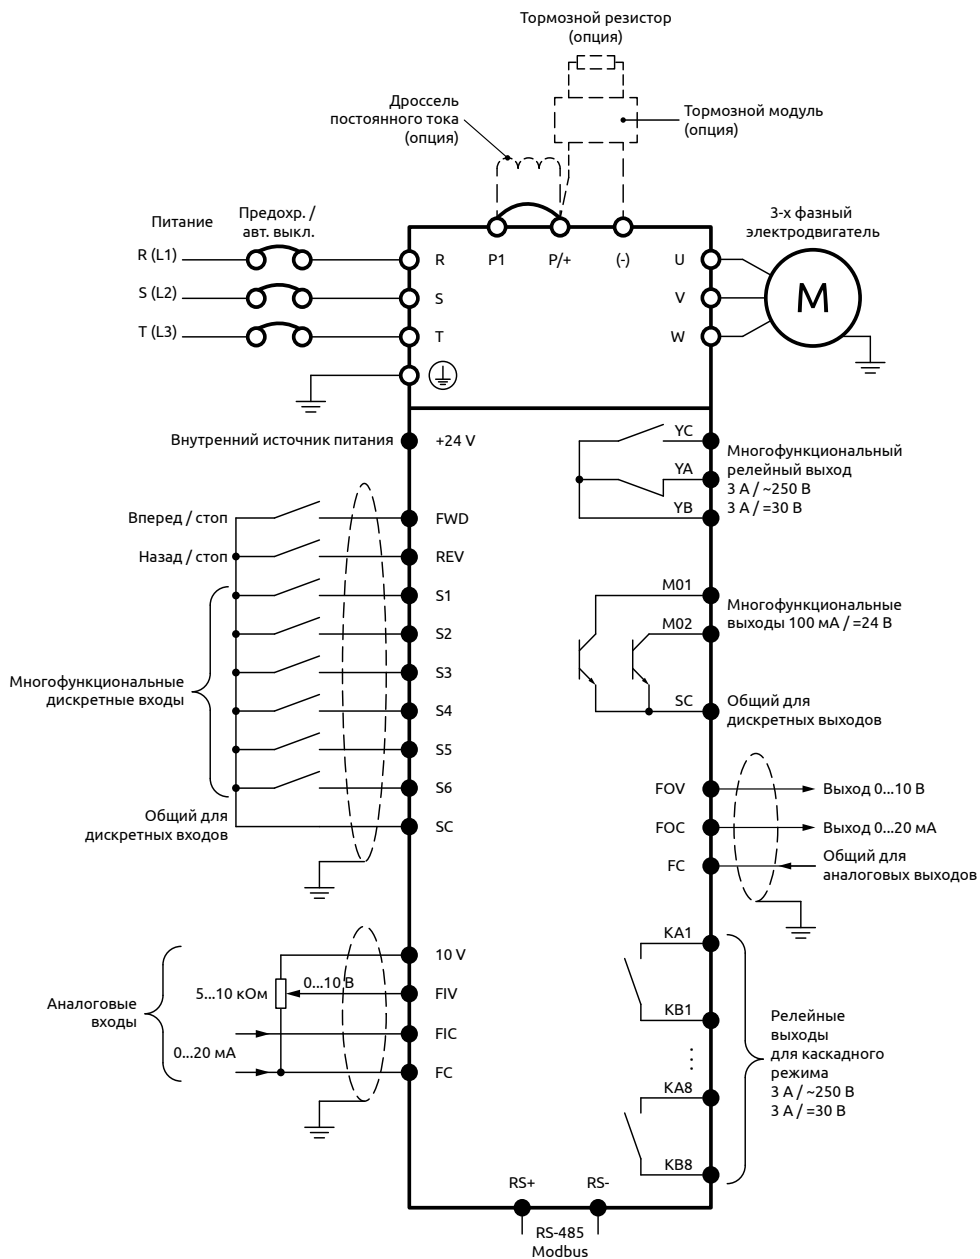 Тормозной резистор
(опция)
Дроссель
постоянного тока
(опция)
Тормозной модуль
(опция)
Питание
Предохр. /
авт. выкл.
3-х фазный
электродвигатель
R (L1)
R
P1
P/+
(-)
U
S (L2)
S
V
M
T (L3)
T
W
Внутренний источник питания
+24 V
YC
Многофункциональный
релейный выход
3 А / ~250 В
3 А / =30 В
YA
YB
Вперед / стоп
FWD
Назад / стоп
REV
S1
S2
S3
S4
S5
S6
Многофункциональные
дискретные входы
Общий для
дискретных входов
SC
M01
Многофункциональные
выходы 100 мА / =24 В
M02
SC
Общий для
дискретных выходов
FOV
Выход 0...10 В
FOC
Выход 0...20 мА
FC
Общий для
аналоговых выходов
Аналоговые
входы
10 V
5...10 кОм
0...10 В
FIV
FIC
0...20 мА
FC
KA1
KB1
Релейные
выходы
для каскадного
режима
3 А / ~250 В
3 А / =30 В
KA8
KB8
RS+
RS-
RS-485
Modbus